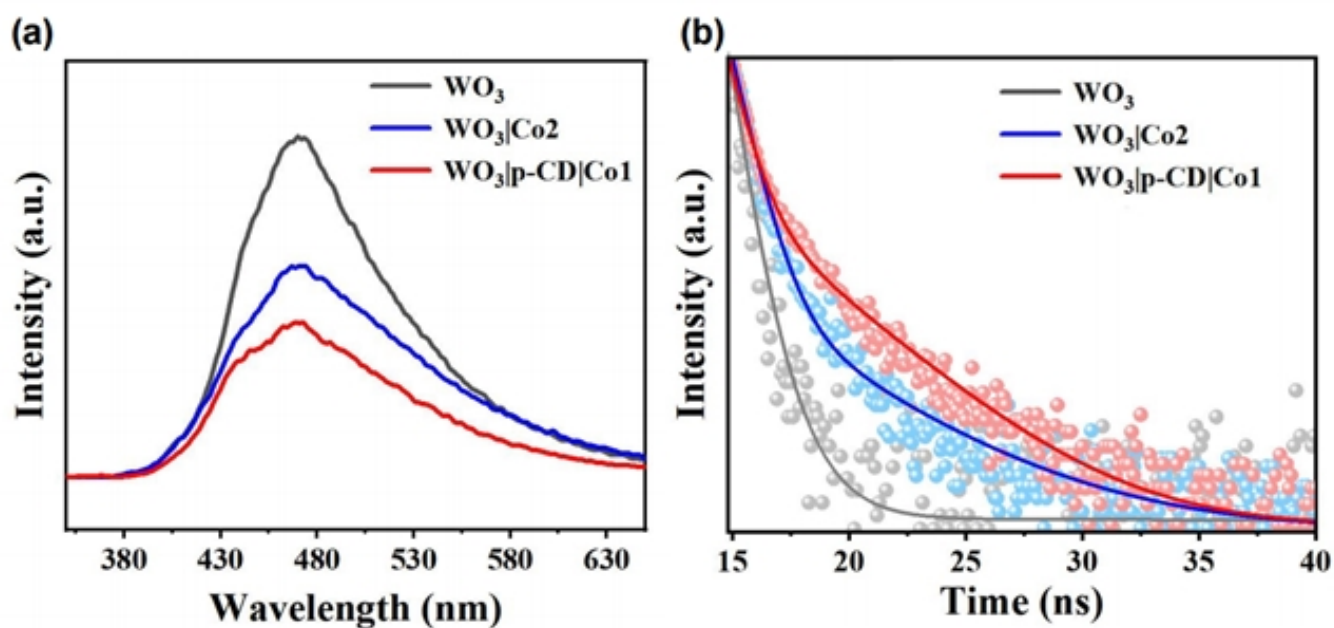 (a)
WO₃
WO₃|Co2
WO₃|p-CD|Co1
Intensity (a.u.)
380 430 480 530 580 630
Wavelength (nm)
(b)
WO₃
WO₃|Co2
WO₃|p-CD|Co1
Intensity (a.u.)
15 20 25 30 35 40
Time (ns)